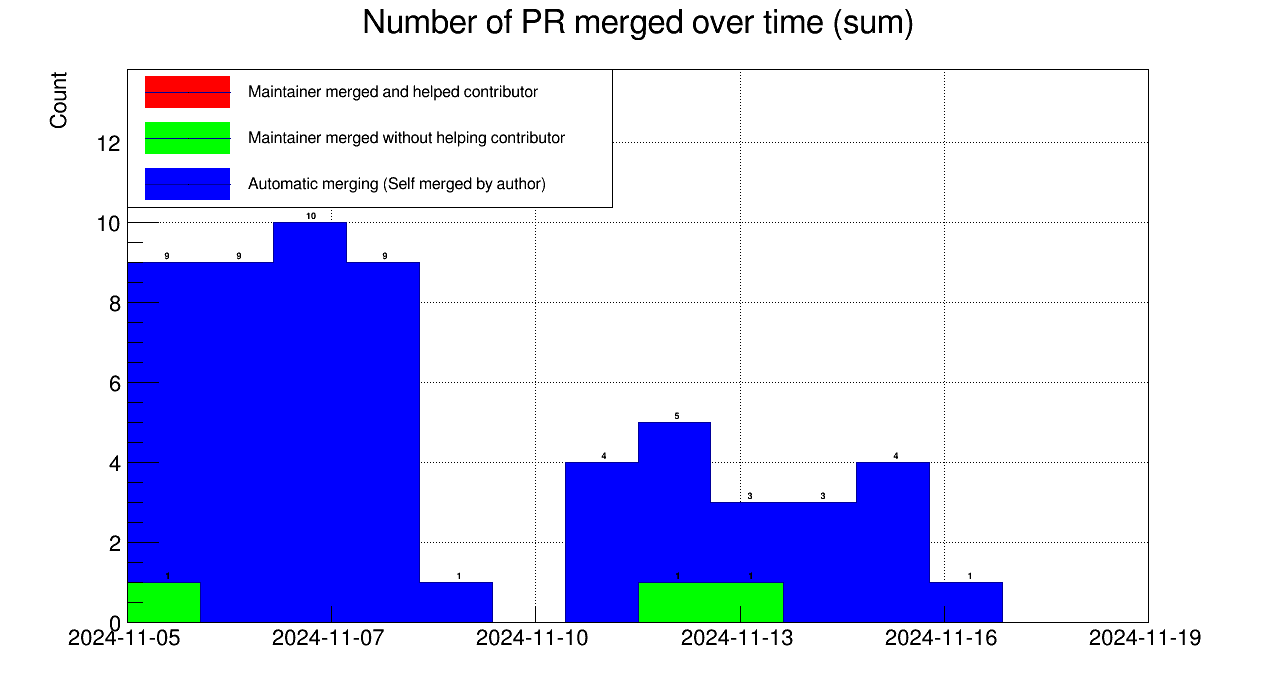 Number of PR merged over time (sum)
Count
Maintainer merged and helped contributor
Maintainer merged without helping contributor
Automatic merging (Self merged by author)
12
10
8
6
4
2
0
9 9 10 9 1 4 5 3 3 4 1
1 1 1
2024-11-05 2024-11-07 2024-11-10 2024-11-13 2024-11-16 2024-11-19